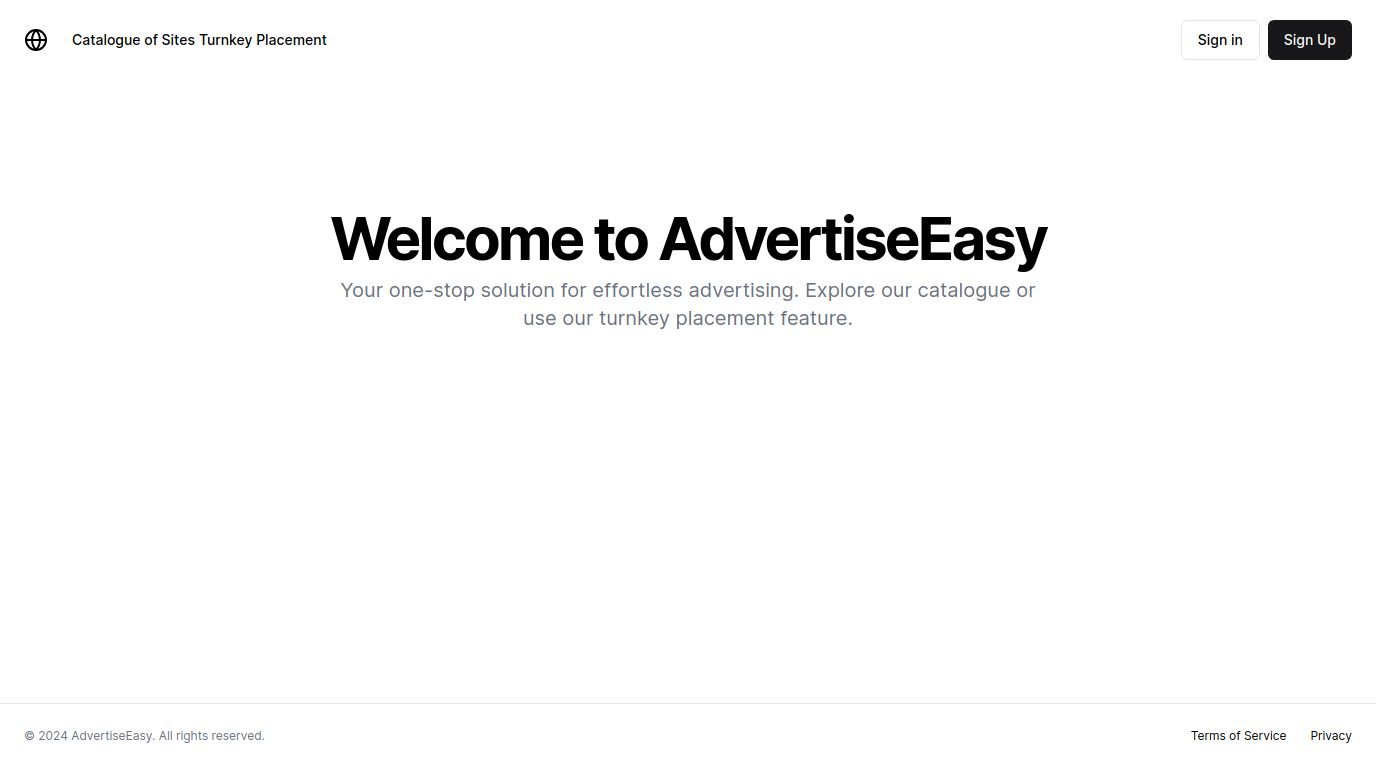 Catalogue of Sites Turnkey Placement
Sign in
Sign Up
Welcome to AdvertiseEasy
Your one-stop solution for effortless advertising. Explore our catalogue or
use our turnkey placement feature.
© 2024 AdvertiseEasy. All rights reserved.
Terms of Service
Privacy